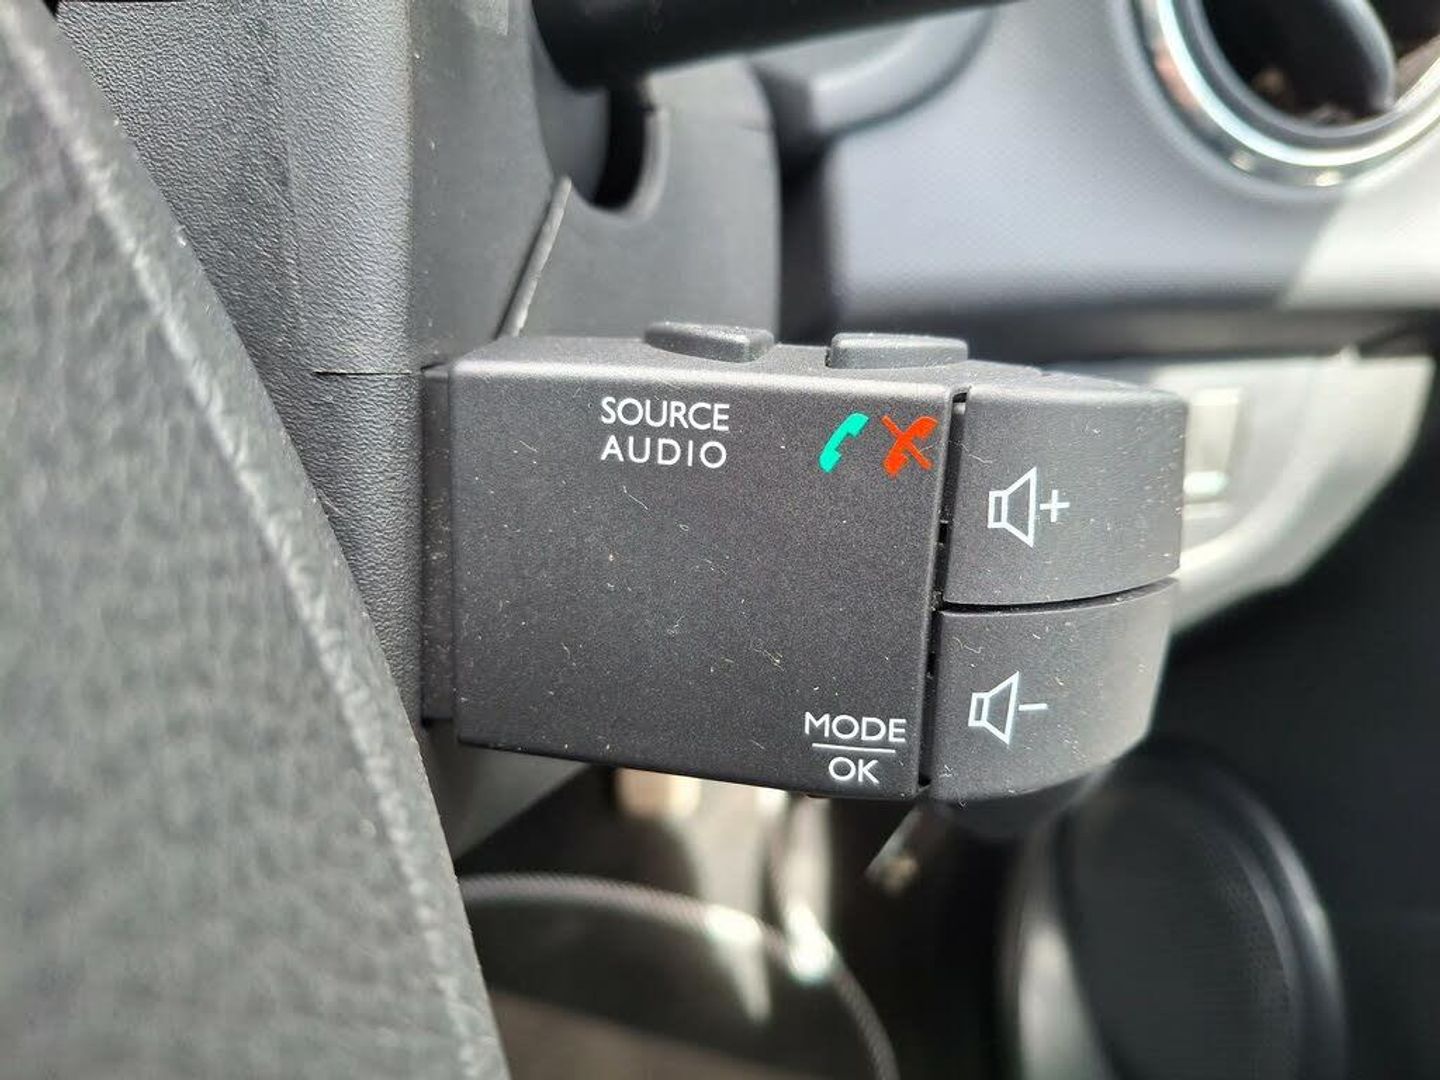 SOURCE
AUDIO
+
-
MODE
OK